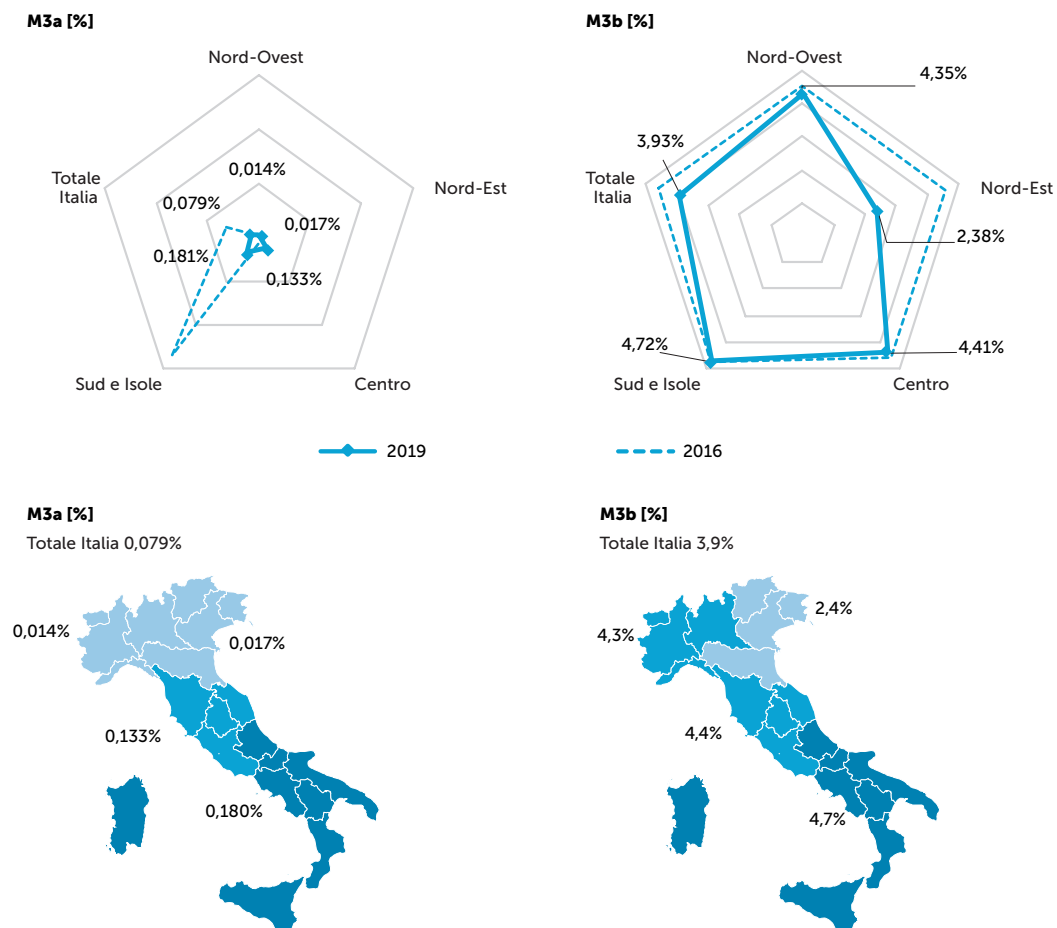 M3a [%]
Nord-Ovest
Totale
Italia
Nord-Est
0,014%
0,079%
0,017%
0,181%
0,133%
Sud e Isole
Centro
M3b [%]
Nord-Ovest
4,35%
3,93%
Totale
Italia
Nord-Est
2,38%
4,72%
4,41%
Sud e Isole
Centro
2019
2016
M3a [%]
Totale Italia 0,079%
0,014%
0,017%
0,133%
0,180%
M3b [%]
Totale Italia 3,9%
2,4%
4,3%
4,4%
4,7%